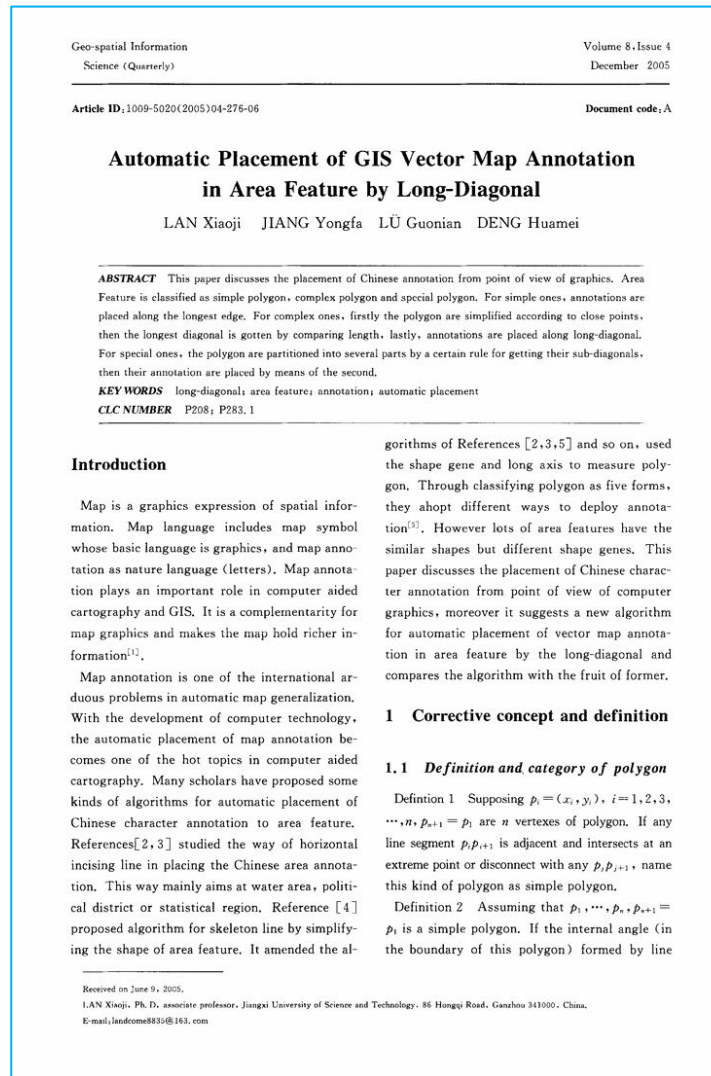 Geo-spatial Information
Science (Quarterly)
Volume 8, Issue 4
December 2005
Article ID: 1009-5020(2005)04-276-06
Document code: A
Automatic Placement of GIS Vector Map Annotation
in Area Feature by Long-Diagonal
LAN Xiaoji JIANG Yongfa LÜ Guonian DENG Huamei
ABSTRACT This paper discusses the placement of Chinese annotation from point of view of graphics. Area
Feature is classified as simple polygon, complex polygon and special polygon. For simple ones, annotations are
placed along the longest edge. For complex ones, firstly the polygon are simplified according to close points,
then the longest diagonal is gotten by comparing length, lastly, annotations are placed along long-diagonal.
For special ones, the polygon are partitioned into several parts by a certain rule for getting their sub-diagonals,
then their annotation are placed by means of the second.
KEY WORDS long-diagonal; area feature; annotation; automatic placement
CLC NUMBER P208; P283.1
Introduction
Map is a graphics expression of spatial infor-
mation. Map language includes map symbol
whose basic language is graphics, and map anno-
tation as nature language (letters). Map annota-
tion plays an important role in computer aided
cartography and GIS. It is a complementarity for
map graphics and makes the map hold richer in-
formation[1].
Map annotation is one of the international ar-
duous problems in automatic map generalization.
With the development of computer technology,
the automatic placement of map annotation be-
comes one of the hot topics in computer aided
cartography. Many scholars have proposed some
kinds of algorithms for automatic placement of
Chinese character annotation to area feature.
References[2,3] studied the way of horizontal
incising line in placing the Chinese area annota-
tion. This way mainly aims at water area, politi-
cal district or statistical region. Reference [4]
proposed algorithm for skeleton line by simplify-
ing the shape of area feature. It amended the al-
gorithms of References [2,3,5] and so on, used
the shape gene and long axis to measure poly-
gon. Through classifying polygon as five forms,
they ahopt different ways to deploy annota-
tion[5]. However lots of area features have the
similar shapes but different shape genes. This
paper discusses the placement of Chinese charac-
ter annotation from point of view of computer
graphics, moreover it suggests a new algorithm
for automatic placement of vector map annota-
tion in area feature by the long-diagonal and
compares the algorithm with the fruit of former.
1 Corrective concept and definition
1.1 Definition and category of polygon
Defintion 1 Supposing pᵢ=(xᵢ,yᵢ), i=1,2,3,
⋯,n, pₙ₊₁=p₁ are n vertexes of polygon. If any
line segment pᵢpᵢ₊₁ is adjacent and intersects at an
extreme point or disconnect with any pⱼpⱼ₊₁, name
this kind of polygon as simple polygon.
Definition 2 Assuming that p₁,⋯,pₙ,pₙ₊₁=
p₁ is a simple polygon. If the internal angle (in
the boundary of this polygon) formed by line
Received on June 9, 2005.
LAN Xiaoji, Ph. D, associate professor, Jiangxi University of Science and Technology, 86 Hongqi Road, Ganzhou 341000, China.
E-mail: landcome8835@163.com